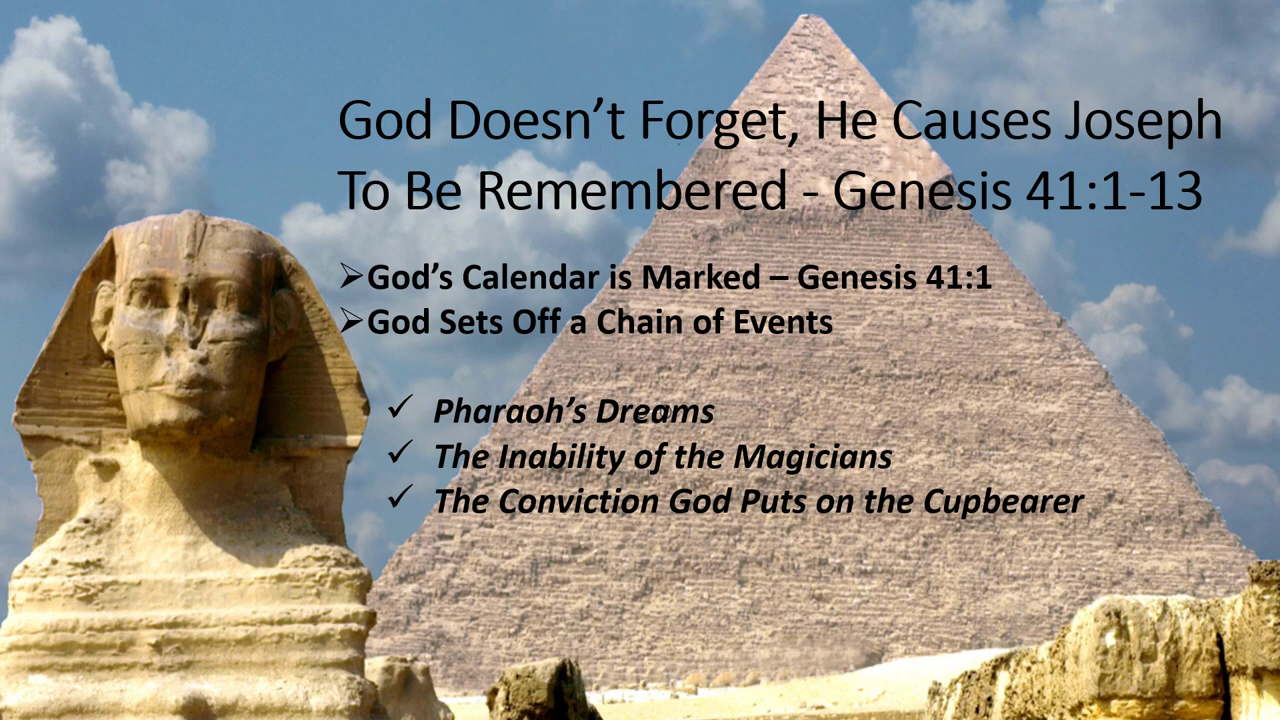 God Doesn’t Forget, He Causes Joseph
To Be Remembered - Genesis 41:1-13
➢God’s Calendar is Marked – Genesis 41:1
➢God Sets Off a Chain of Events
✓ Pharaoh’s Dreams
✓ The Inability of the Magicians
✓ The Conviction God Puts on the Cupbearer